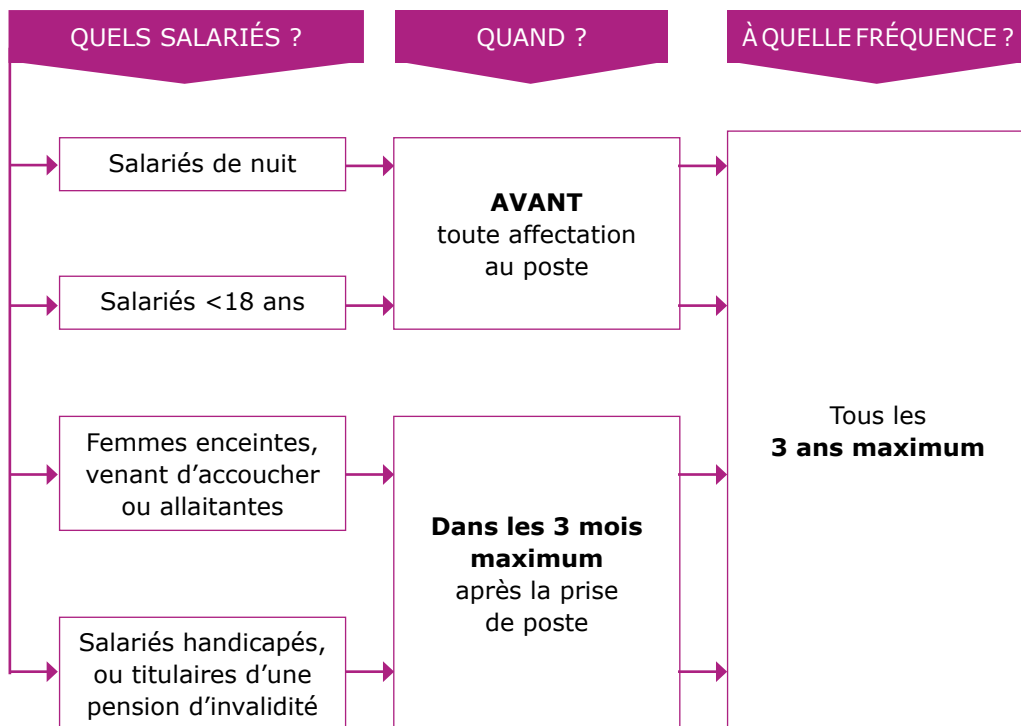 QUELS SALARIÉS ?
QUAND ?
À QUELLE FRÉQUENCE ?
Salariés de nuit
Salariés <18 ans
AVANT
toute affectation
au poste
Femmes enceintes,
venant d’accoucher
ou allaitantes
Salariés handicapés,
ou titulaires d’une
pension d’invalidité
Dans les 3 mois
maximum
après la prise
de poste
Tous les
3 ans maximum